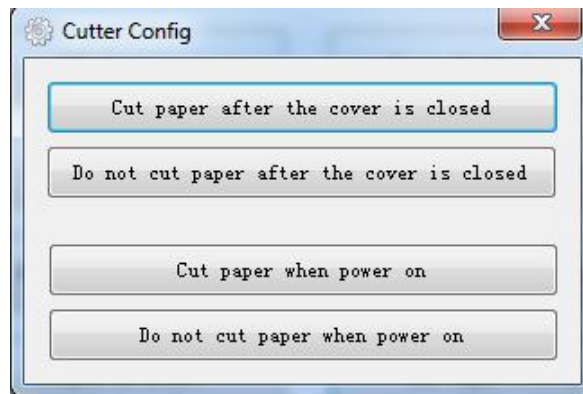 Cutter Config
Cut paper after the cover is closed
Do not cut paper after the cover is closed
Cut paper when power on
Do not cut paper when power on